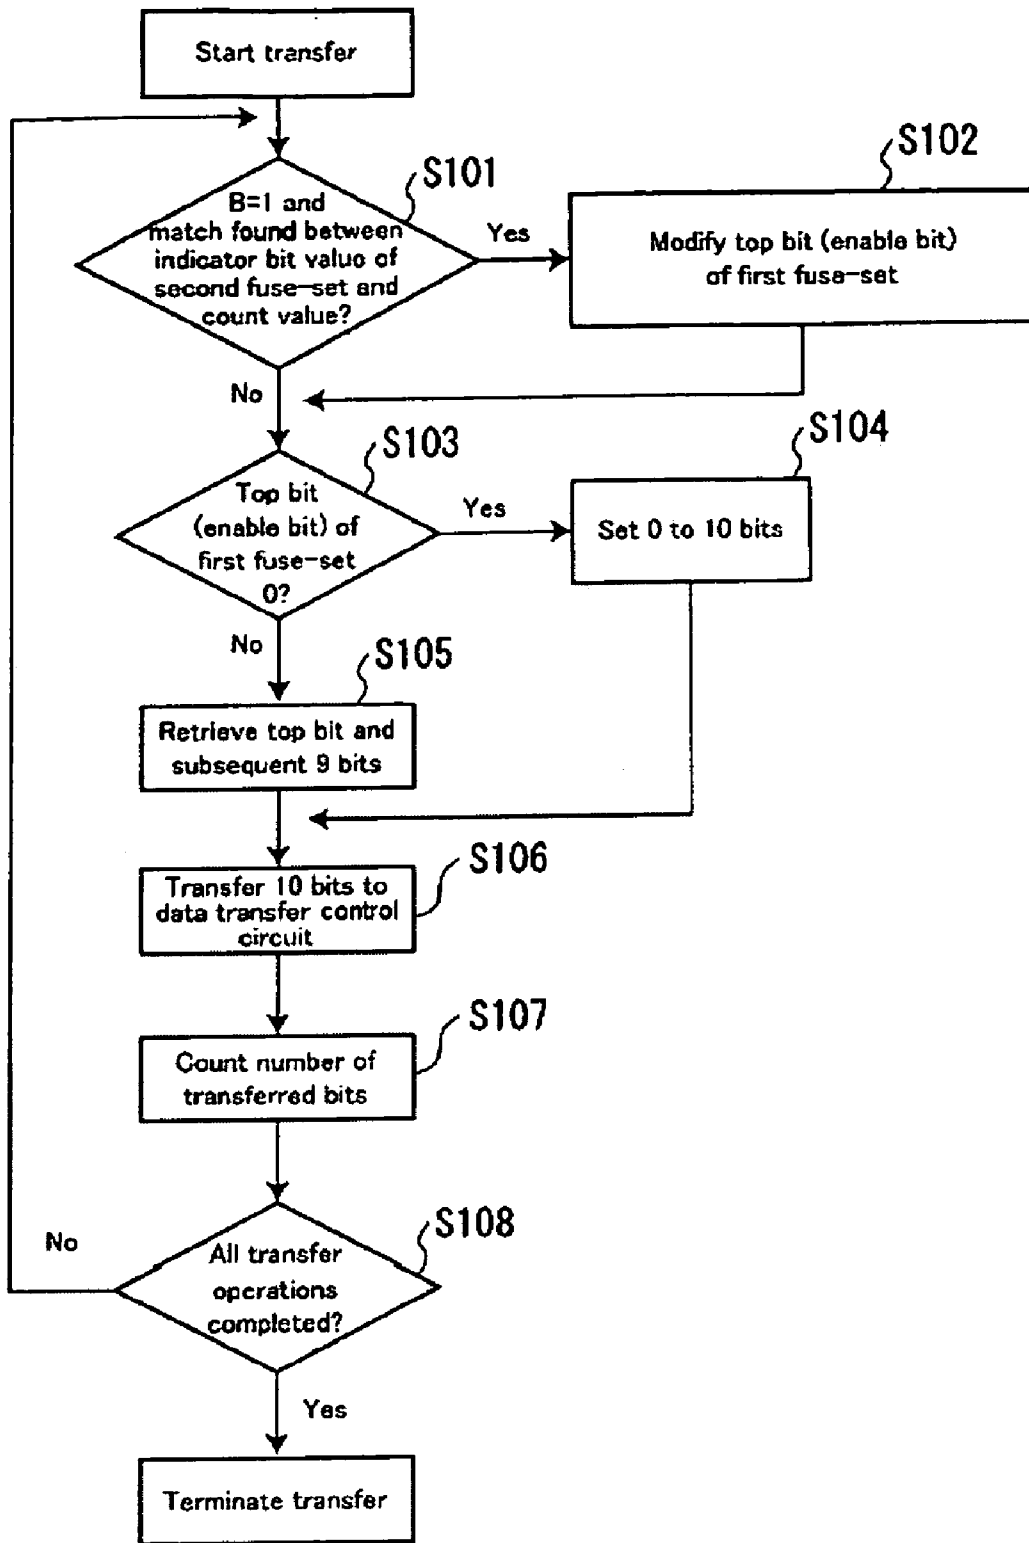 Start transfer
S101
B=1 and
match found between
indicator bit value of
second fuse-set and
count value?
Yes
S102
Modify top bit (enable bit)
of first fuse-set
No
S103
Top bit
(enable bit) of
first fuse-set
0?
Yes
S104
Set 0 to 10 bits
No
S105
Retrieve top bit and
subsequent 9 bits
S106
Transfer 10 bits to
data transfer control
circuit
S107
Count number of
transferred bits
S108
All transfer
operations
completed?
No
Yes
Terminate transfer